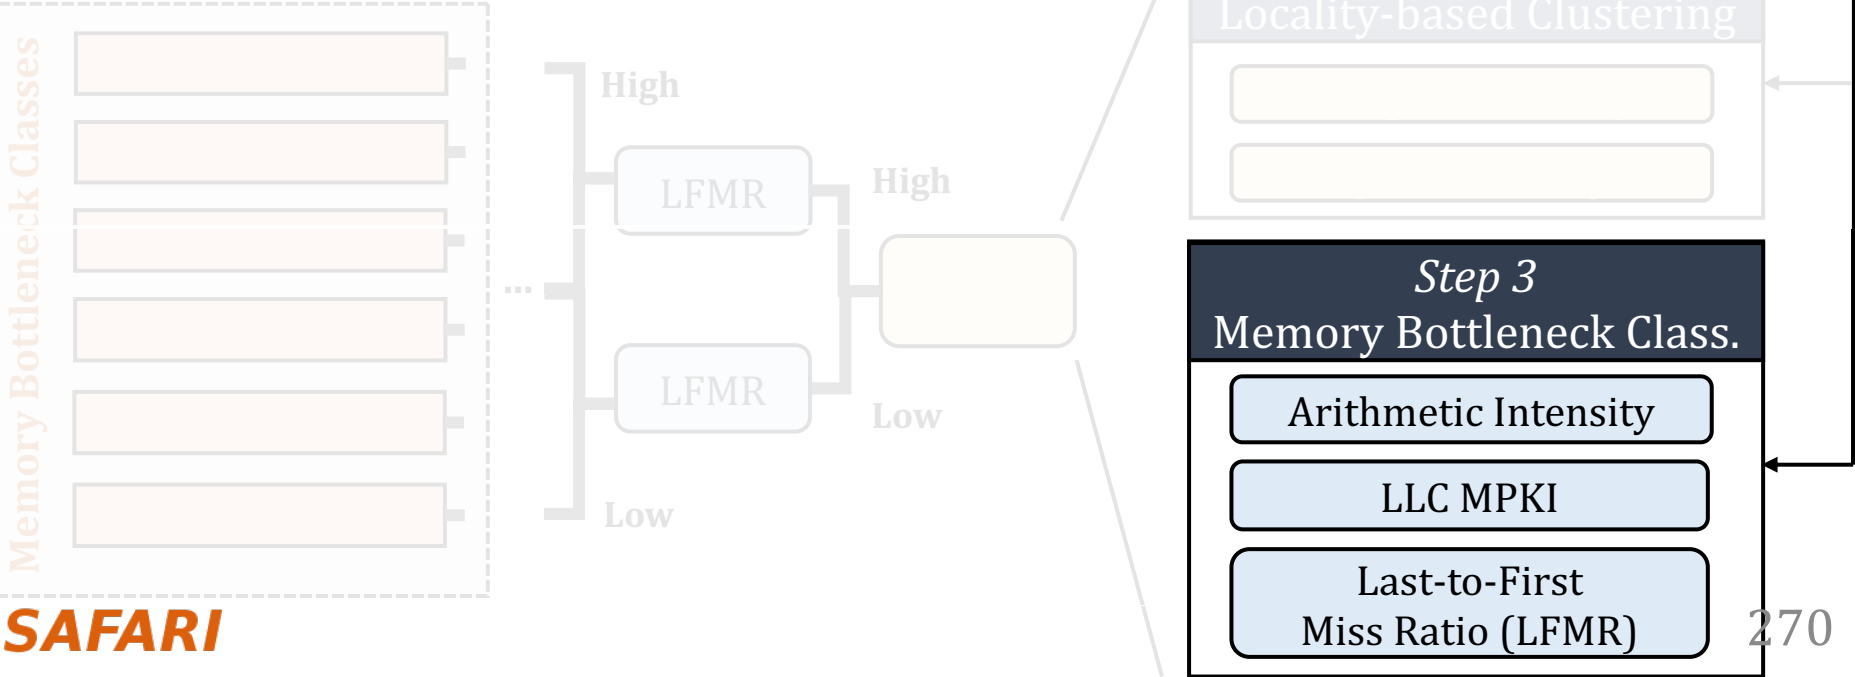 Memory Bottleneck Classes
High
LFMR
High
...
LFMR
Low
Low
Locality-based Clustering
Step 3
Memory Bottleneck Class.
Arithmetic Intensity
LLC MPKI
Last-to-First
Miss Ratio (LFMR)
SAFARI
270